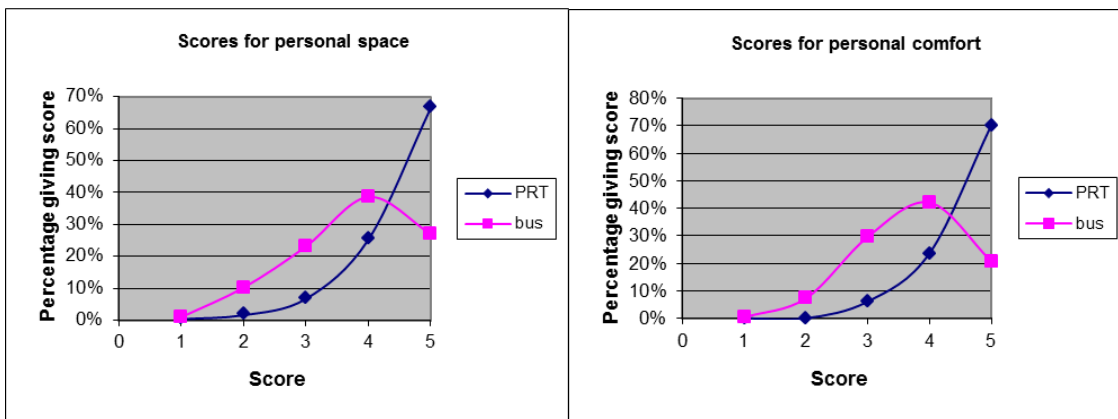 Scores for personal space
Percentage giving score
70%
60%
50%
40%
30%
20%
10%
0%
0 1 2 3 4 5
Score
PRT
bus
Scores for personal comfort
Percentage giving score
80%
70%
60%
50%
40%
30%
20%
10%
0%
0 1 2 3 4 5
Score
PRT
bus